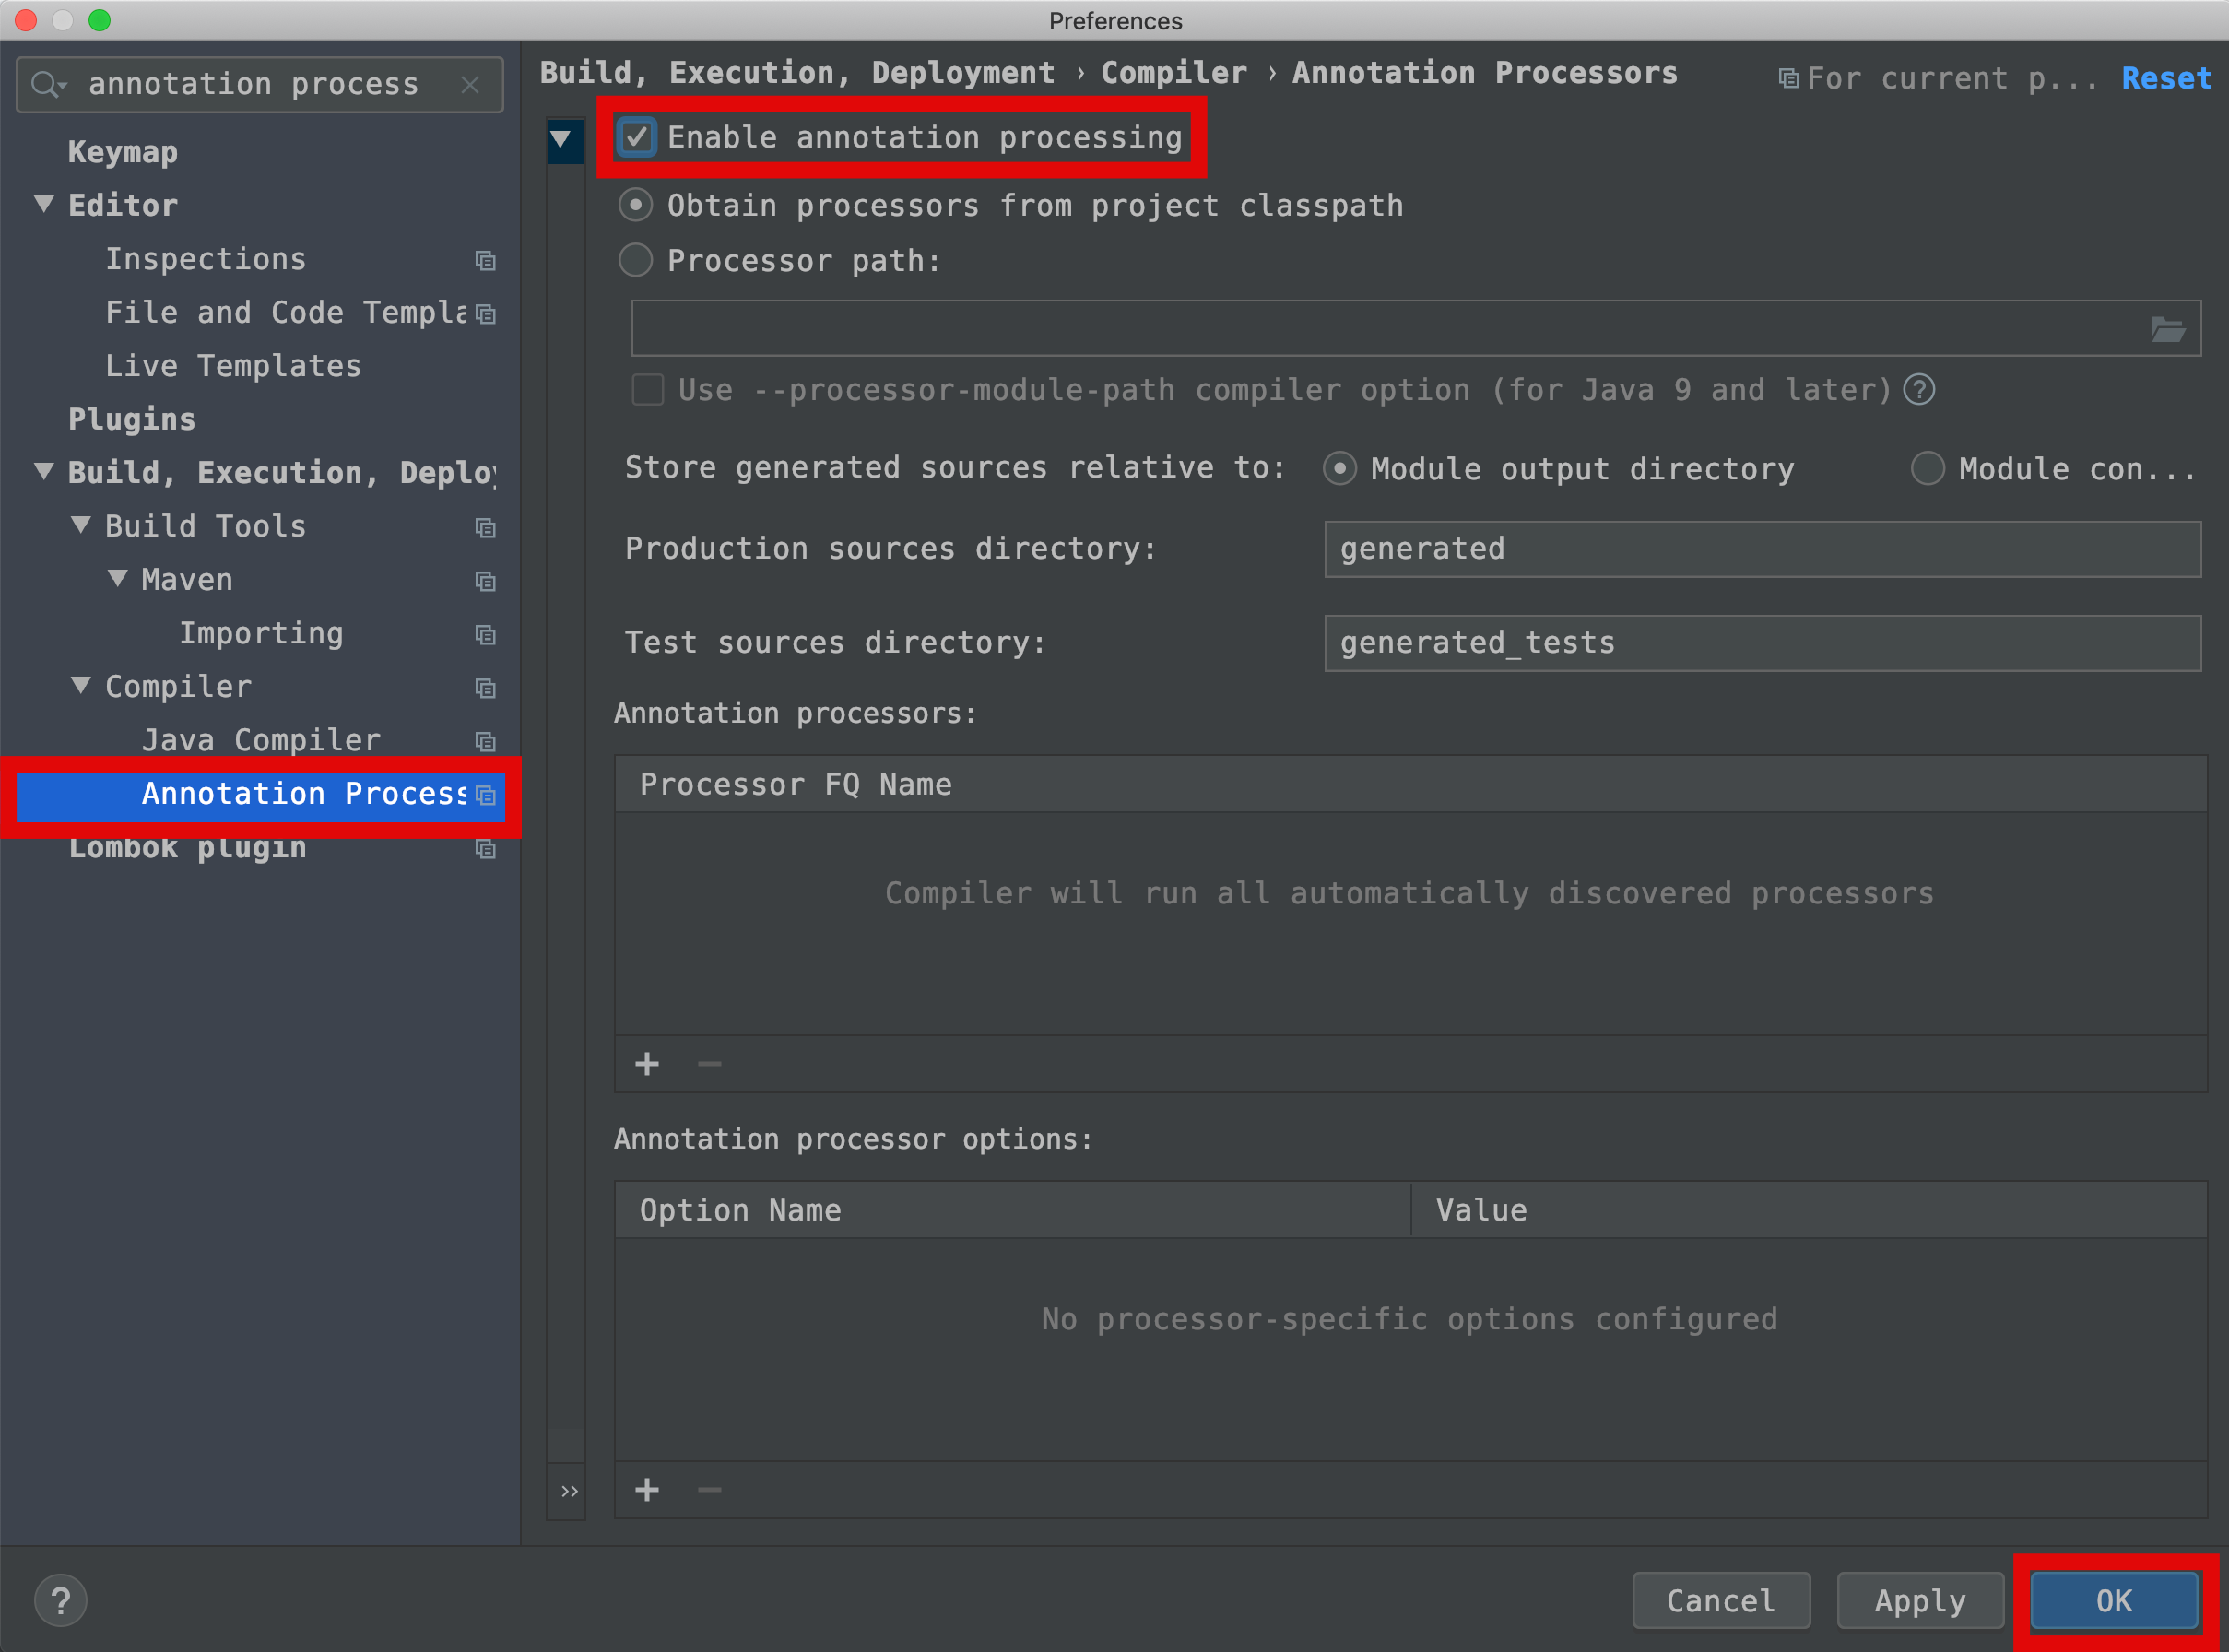 Preferences
annotation process
Keymap
Editor
Inspections
File and Code Templa
Live Templates
Plugins
Build, Execution, Deploy
Build Tools
Maven
Importing
Compiler
Java Compiler
Annotation Process
Lombok plugin
Build, Execution, Deployment › Compiler › Annotation Processors
For current p... Reset
Enable annotation processing
Obtain processors from project classpath
Processor path:
Use --processor-module-path compiler option (for Java 9 and later) ?
Store generated sources relative to: Module output directory Module con...
Production sources directory: generated
Test sources directory: generated_tests
Annotation processors:
Processor FQ Name
Compiler will run all automatically discovered processors
+ −
Annotation processor options:
Option Name Value
No processor-specific options configured
» + −
? Cancel Apply OK